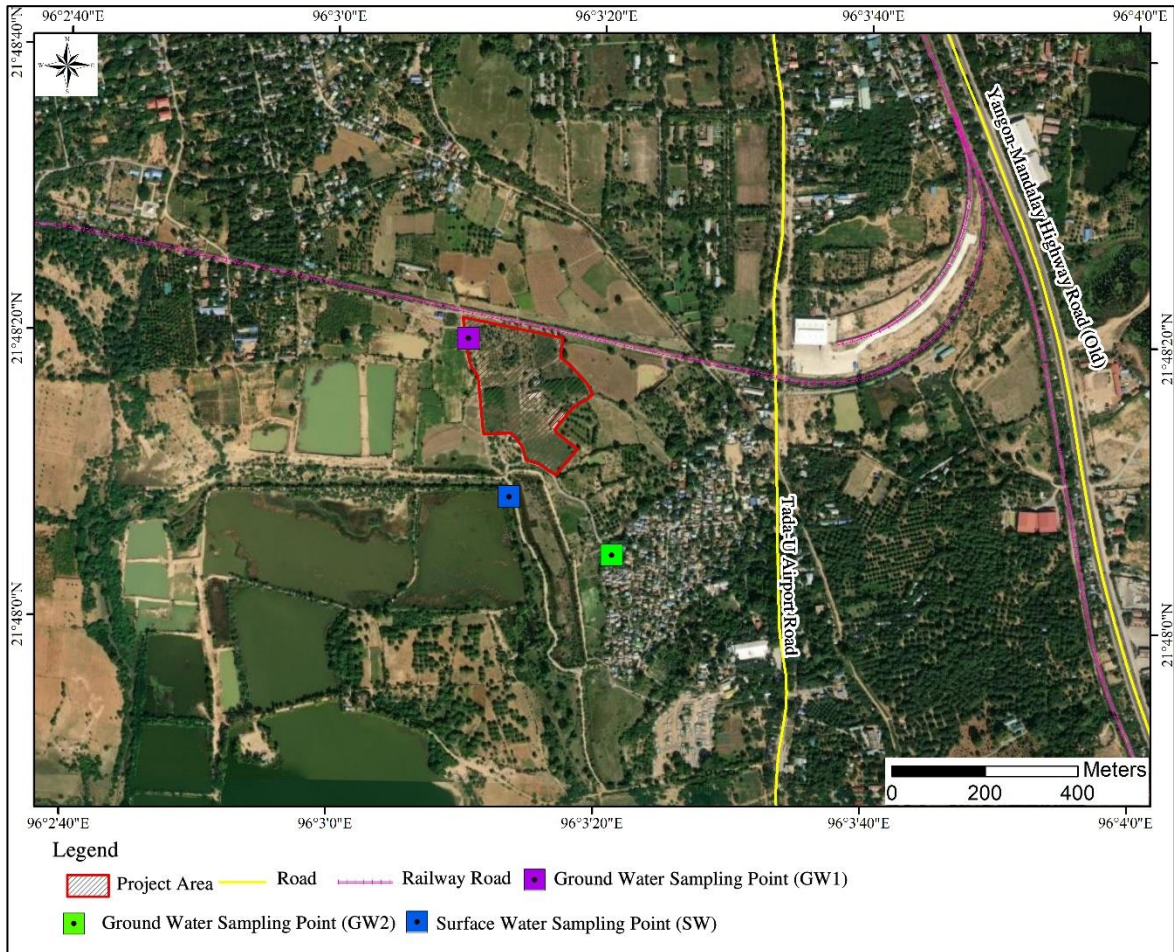 96°2'40"E 96°3'0"E 96°3'20"E 96°3'40"E 96°4'0"E
21°48'40"N
N
W E
S
21°48'20"N
21°48'20"N
21°48'0"N
21°48'0"N
Yangon-Mandalay Highway Road (Old)
Tada-U Airport Road
Meters
0 200 400
96°2'40"E 96°3'0"E 96°3'20"E 96°3'40"E 96°4'0"E
Legend
Project Area Road Railway Road Ground Water Sampling Point (GW1)
Ground Water Sampling Point (GW2) Surface Water Sampling Point (SW)